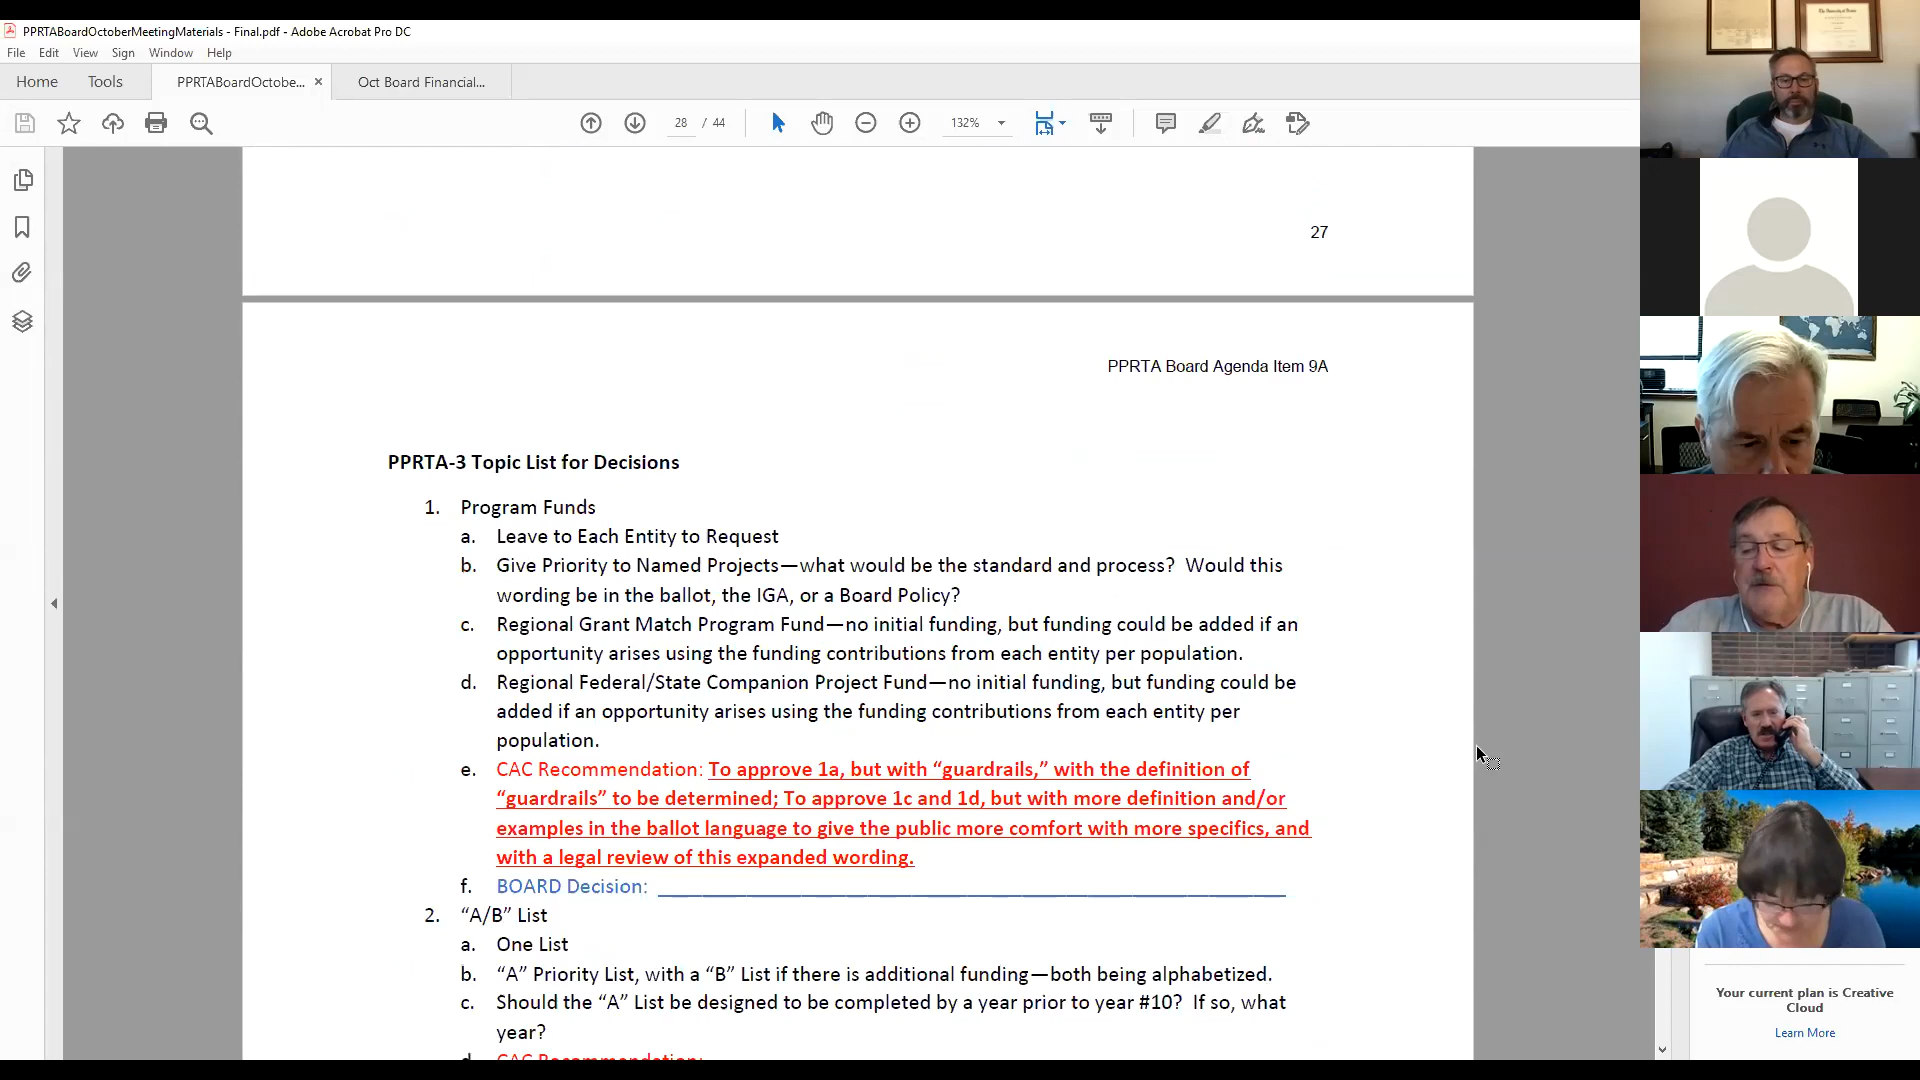 PPRTABoardOctoberMeetingMaterials - Final.pdf - Adobe Acrobat Pro DC
File Edit View Sign Window Help
Home Tools PPRTABoardOctobe... × Oct Board Financial...
28 / 44 132%
27
PPRTA Board Agenda Item 9A
PPRTA-3 Topic List for Decisions
1. Program Funds
a. Leave to Each Entity to Request
b. Give Priority to Named Projects—what would be the standard and process? Would this
wording be in the ballot, the IGA, or a Board Policy?
c. Regional Grant Match Program Fund—no initial funding, but funding could be added if an
opportunity arises using the funding contributions from each entity per population.
d. Regional Federal/State Companion Project Fund—no initial funding, but funding could be
added if an opportunity arises using the funding contributions from each entity per
population.
e. CAC Recommendation: To approve 1a, but with “guardrails,” with the definition of
“guardrails” to be determined; To approve 1c and 1d, but with more definition and/or
examples in the ballot language to give the public more comfort with more specifics, and
with a legal review of this expanded wording.
f. BOARD Decision: ____________________
2. “A/B” List
a. One List
b. “A” Priority List, with a “B” List if there is additional funding—both being alphabetized.
c. Should the “A” List be designed to be completed by a year prior to year #10? If so, what
year?
d. CAC Recommendation:
Your current plan is Creative
Cloud
Learn More